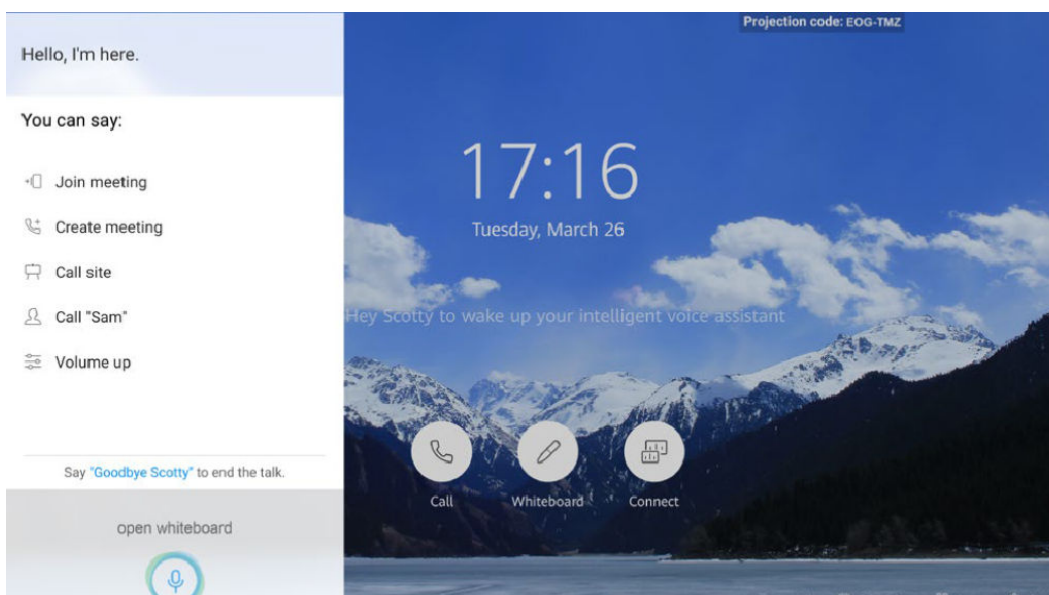 Hello, I'm here.
You can say:
Join meeting
Create meeting
Call site
Call "Sam"
Volume up
Say "Goodbye Scotty" to end the talk.
open whiteboard
Projection code: EOG-TMZ
17:16
Tuesday, March 26
Hey Scotty to wake up your intelligent voice assistant
Call
Whiteboard
Connect